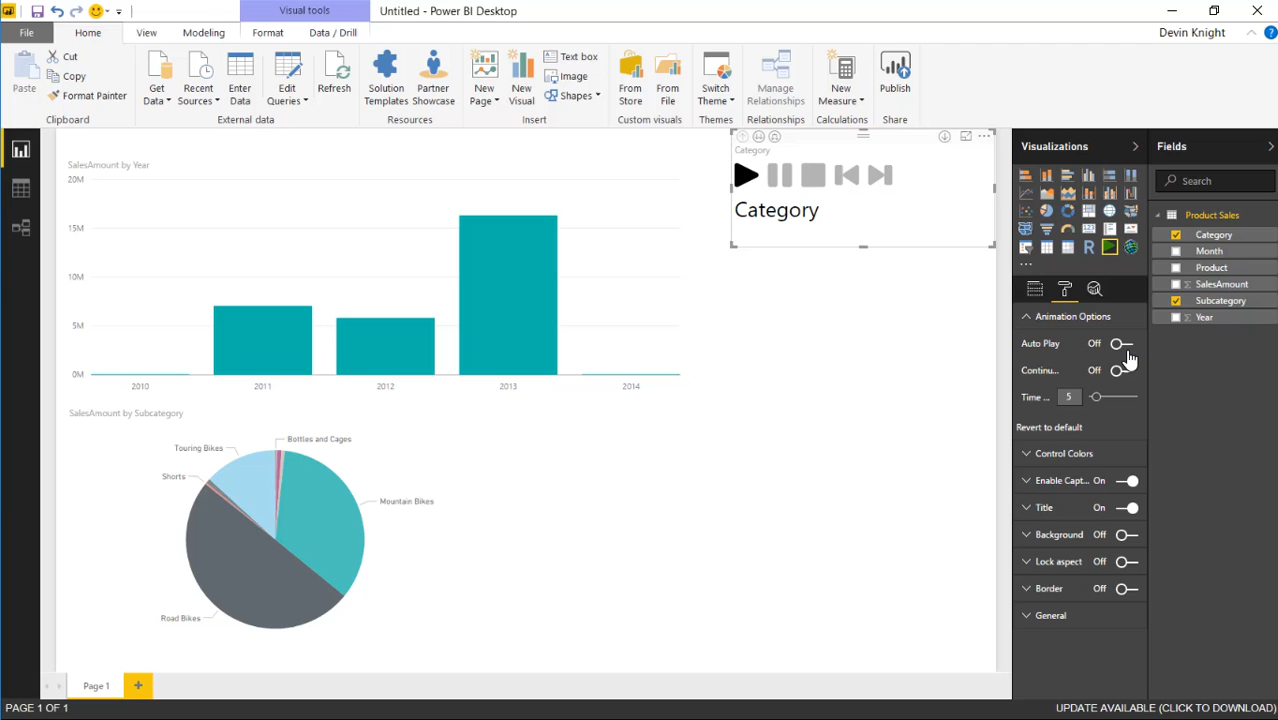 Visual tools
Untitled - Power BI Desktop
File
Home
View
Modeling
Format
Data / Drill
Devin Knight
?
Paste
Cut
Copy
Format Painter
Clipboard
Get
Data
Recent
Sources
Enter
Data
Edit
Queries
Refresh
External data
Solution
Templates
Partner
Showcase
Resources
New
Page
New
Visual
Text box
Image
Shapes
Insert
From
Store
From
File
Custom visuals
Switch
Theme
Themes
Manage
Relationships
Relationships
New
Measure
Calculations
Publish
Share
SalesAmount by Year
20M
15M
10M
5M
0M
2010
2011
2012
2013
2014
SalesAmount by Subcategory
Bottles and Cages
Touring Bikes
Shorts
Mountain Bikes
Road Bikes
Category
Category
Visualizations
R
Animation Options
Auto Play Off
Continu... Off
Time ... 5
Revert to default
Control Colors
Enable Capt... On
Title On
Background Off
Lock aspect Off
Border Off
General
Fields
Search
Product Sales
Category
Month
Product
Σ SalesAmount
Subcategory
Σ Year
Page 1
+
PAGE 1 OF 1
UPDATE AVAILABLE (CLICK TO DOWNLOAD)